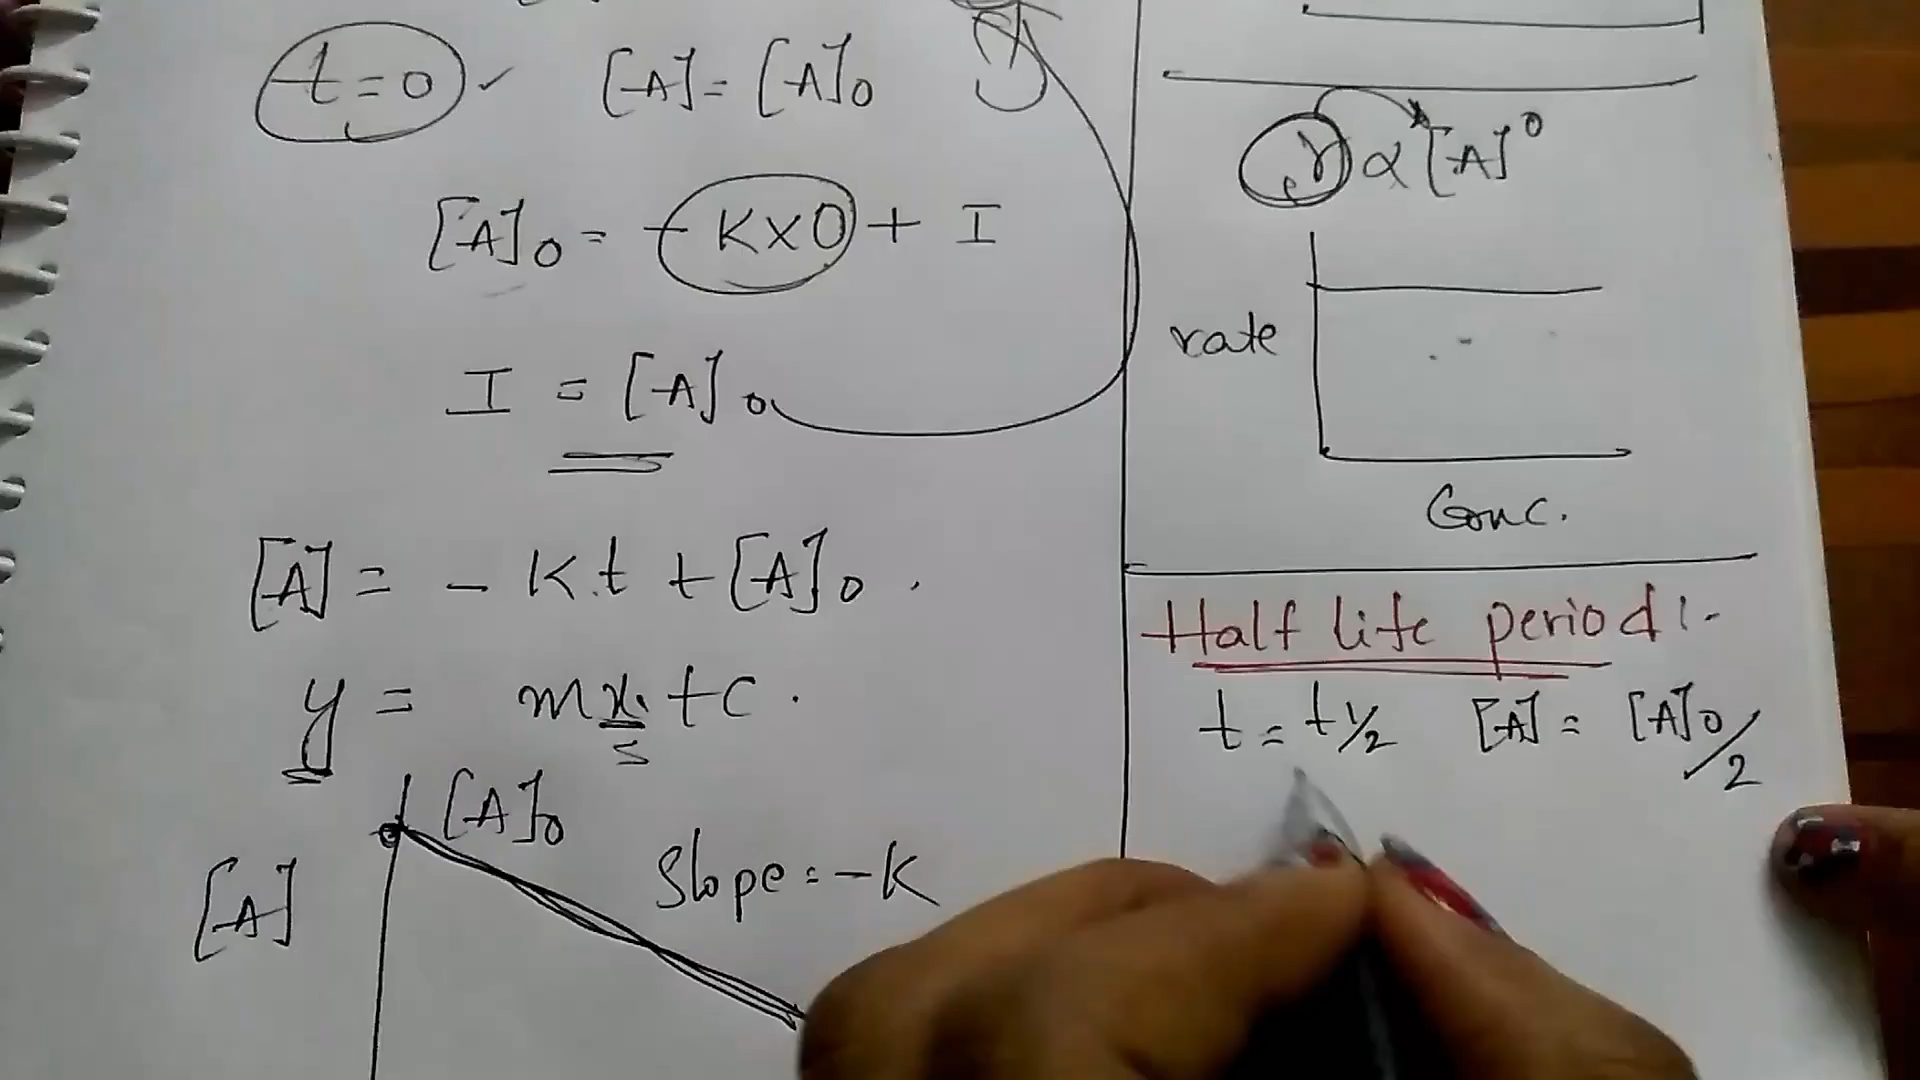 t=0 ✓ [A]=[A]₀
[A]₀ = -K×0 + I
I = [A]₀
[A] = - Kt + [A]₀.
y = mx + c.
[A]₀
[A]
Slope = -K
r α [A]⁰
rate
Conc.
Half life period:-
t = t½ [A] = [A]₀/2